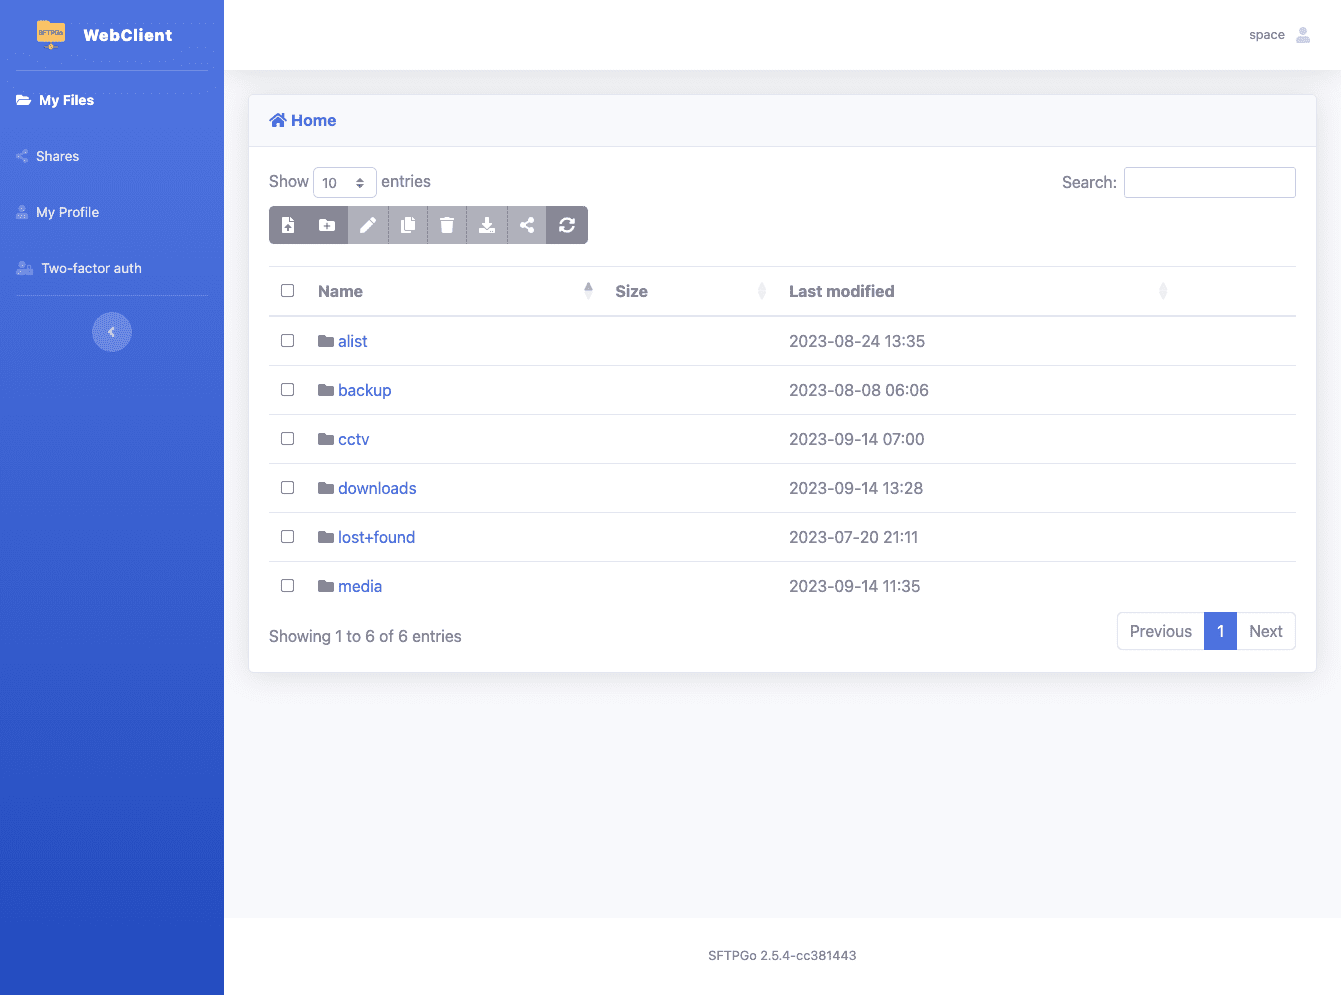 SFTPGo
WebClient
space
My Files
Shares
My Profile
Two-factor auth
Home
Show 10 entries
Search:
Name Size Last modified
alist 2023-08-24 13:35
backup 2023-08-08 06:06
cctv 2023-09-14 07:00
downloads 2023-09-14 13:28
lost+found 2023-07-20 21:11
media 2023-09-14 11:35
Showing 1 to 6 of 6 entries
Previous 1 Next
SFTPGo 2.5.4-cc381443